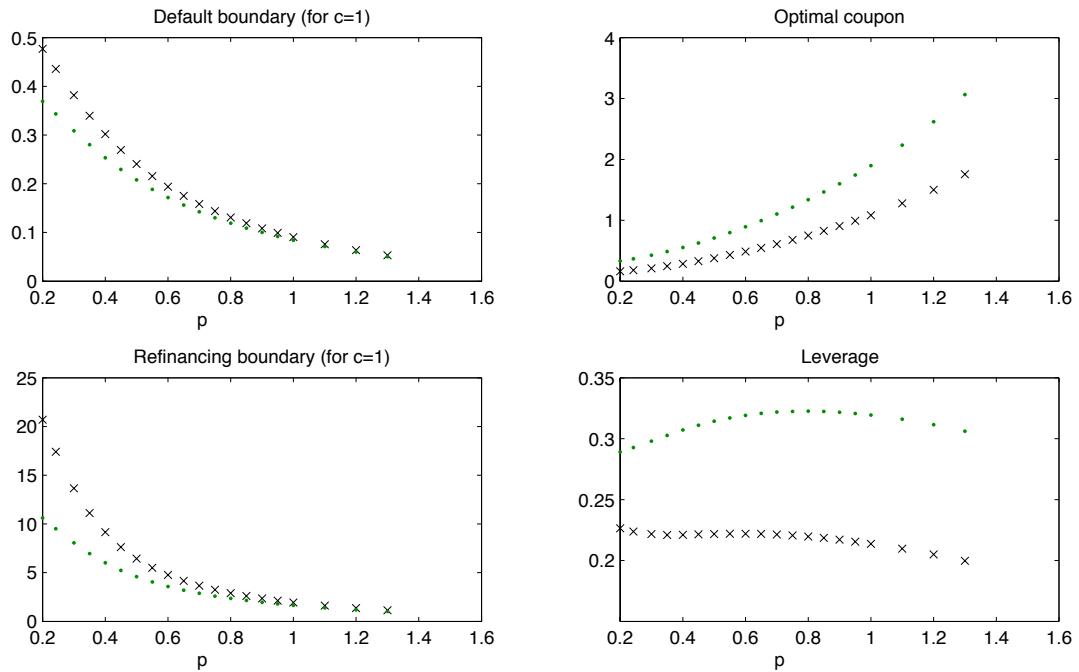 Default boundary (for c=1)
0.5
0.4
0.3
0.2
0.1
0
0.2 0.4 0.6 0.8 1 1.2 1.4 1.6
p
Optimal coupon
4
3
2
1
0
0.2 0.4 0.6 0.8 1 1.2 1.4 1.6
p
Refinancing boundary (for c=1)
25
20
15
10
5
0
0.2 0.4 0.6 0.8 1 1.2 1.4 1.6
p
Leverage
0.35
0.3
0.25
0.2
0.2 0.4 0.6 0.8 1 1.2 1.4 1.6
p